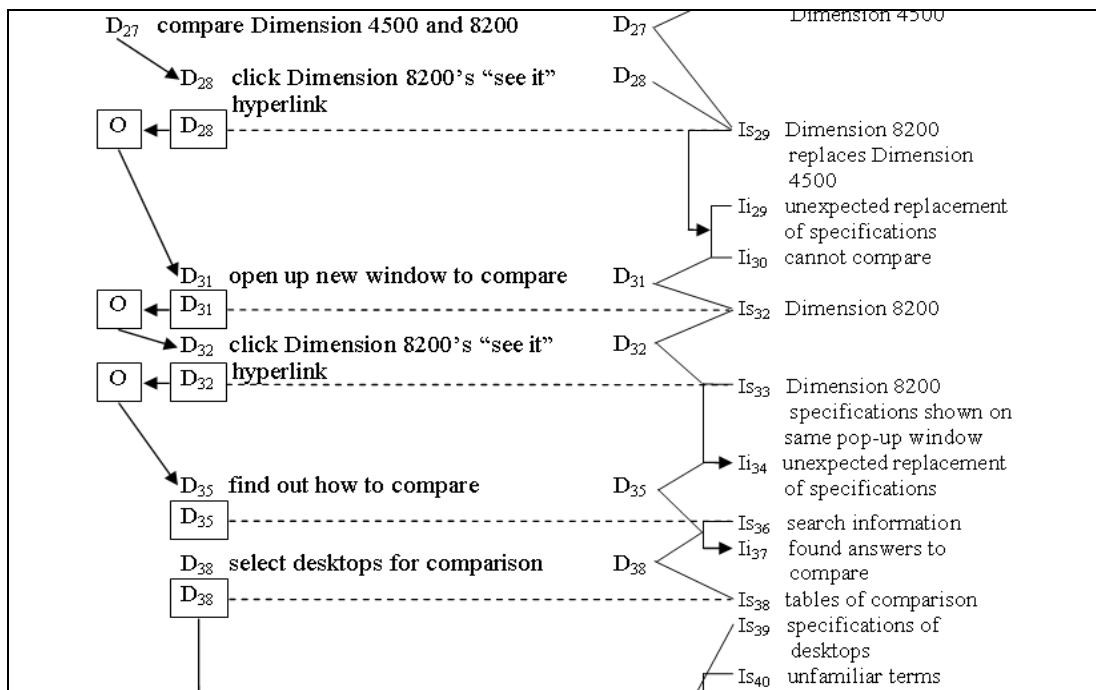 D27 compare Dimension 4500 and 8200 D27 Dimension 4500
D28 click Dimension 8200’s “see it” D28
hyperlink
O D28 Is29 Dimension 8200
replaces Dimension
4500
Ii29 unexpected replacement
of specifications
Ii30 cannot compare
D31 open up new window to compare D31
O D31 Is32 Dimension 8200
D32 click Dimension 8200’s “see it” D32
hyperlink
O D32 Is33 Dimension 8200
specifications shown on
same pop-up window
Ii34 unexpected replacement
of specifications
D35 find out how to compare D35
D35 Is36 search information
Ii37 found answers to
compare
D38 select desktops for comparison D38
D38 Is38 tables of comparison
Is39 specifications of
desktops
Is40 unfamiliar terms